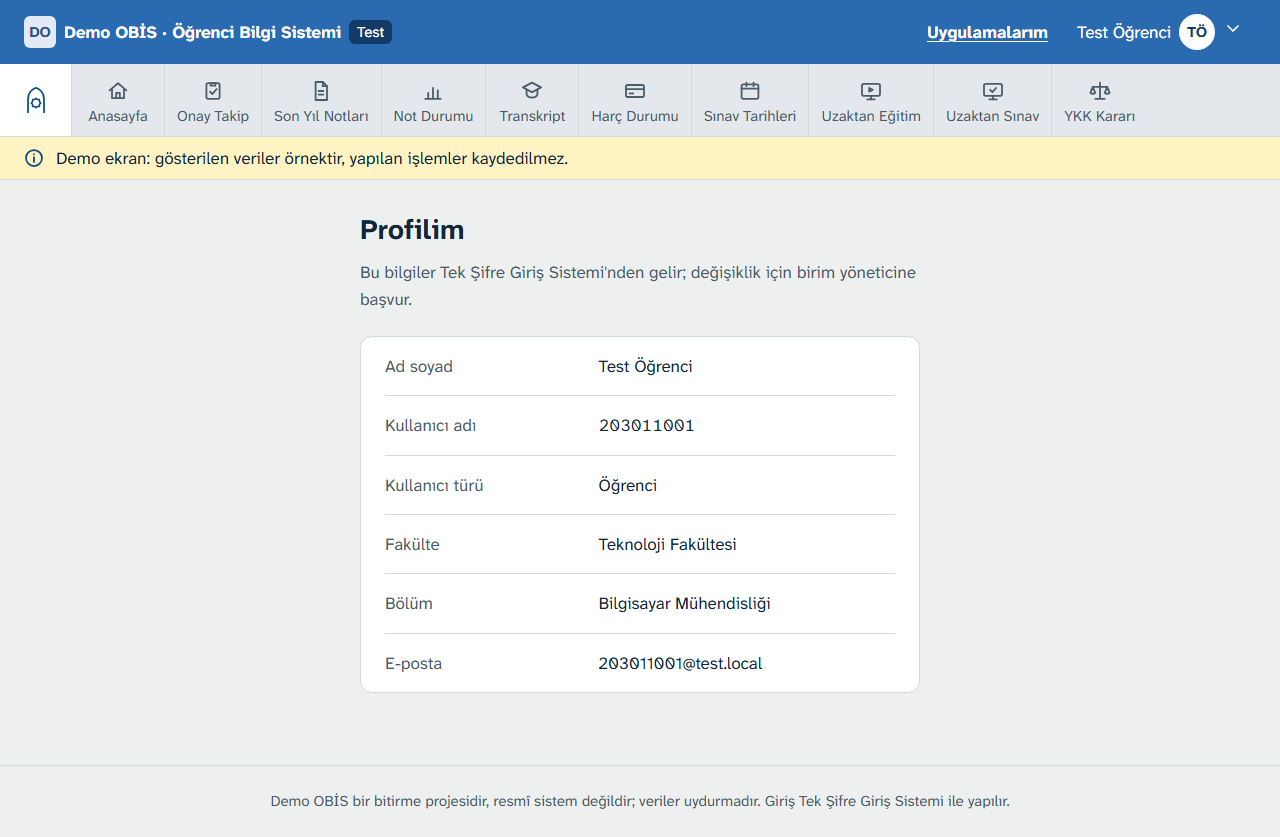 DO Demo OBİS · Öğrenci Bilgi Sistemi Test Uygulamalarım Test Öğrenci TÖ
Anasayfa Onay Takip Son Yıl Notları Not Durumu Transkript Harç Durumu Sınav Tarihleri Uzaktan Eğitim Uzaktan Sınav YKK Kararı
Demo ekran: gösterilen veriler örnektir, yapılan işlemler kaydedilmez.
Profilim
Bu bilgiler Tek Şifre Giriş Sistemi'nden gelir; değişiklik için birim yöneticine
başvur.
Ad soyad Test Öğrenci
Kullanıcı adı 203011001
Kullanıcı türü Öğrenci
Fakülte Teknoloji Fakültesi
Bölüm Bilgisayar Mühendisliği
E-posta 203011001@test.local
Demo OBİS bir bitirme projesidir, resmî sistem değildir; veriler uydurmadır. Giriş Tek Şifre Giriş Sistemi ile yapılır.